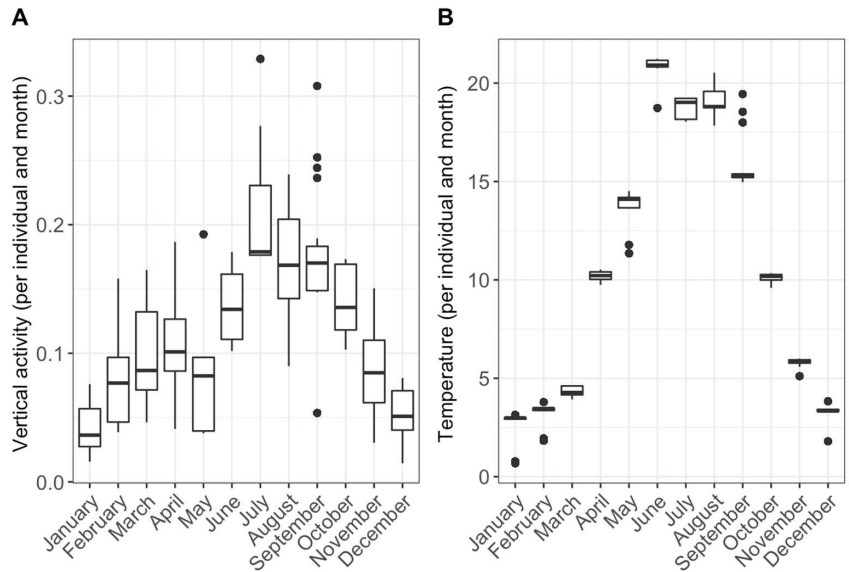 A
Vertical activity (per individual and month)
0.3
0.2
0.1
0.0
January
February
March
April
May
June
July
August
September
October
November
December
B
Temperature (per individual and month)
20
15
10
5
0
January
February
March
April
May
June
July
August
September
October
November
December